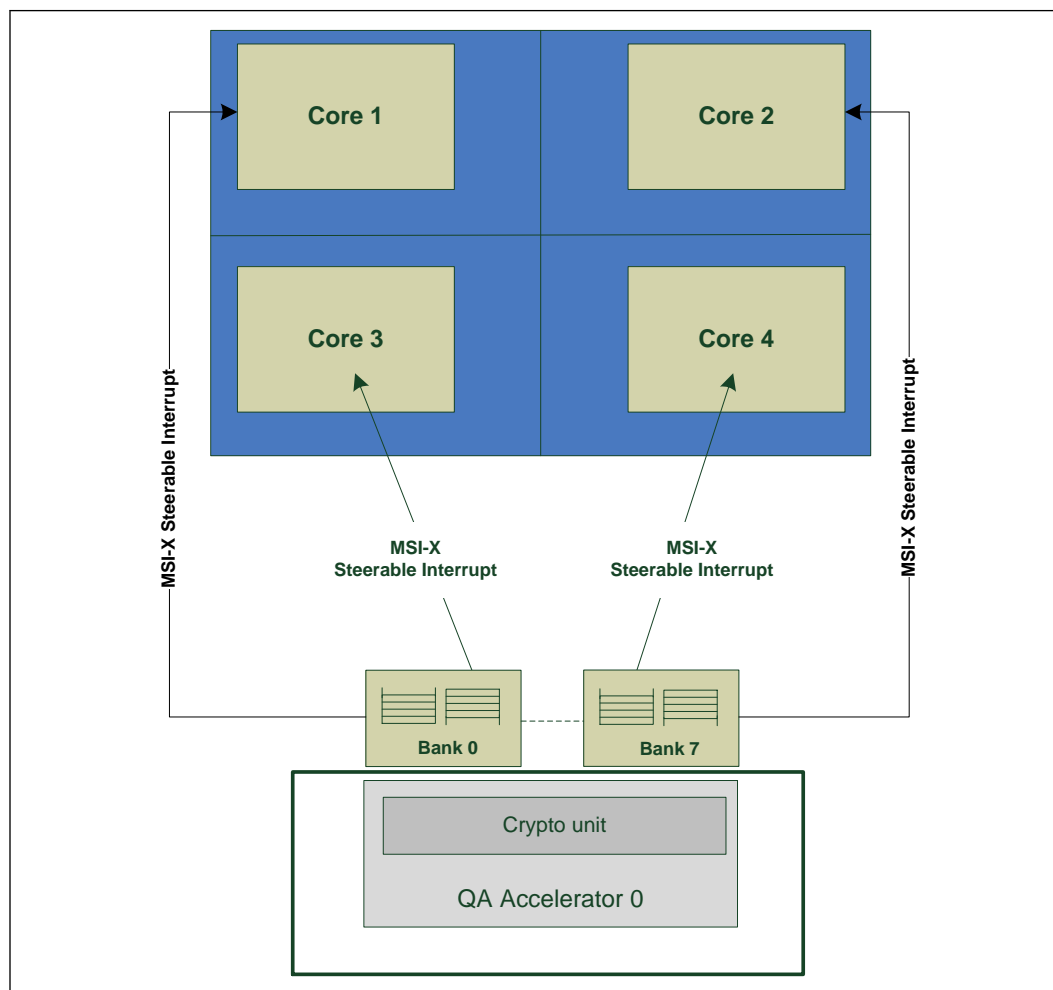 Core 1
Core 2
Core 3
Core 4
MSI-X Steerable Interrupt
MSI-X Steerable Interrupt
MSI-X
Steerable Interrupt
MSI-X
Steerable Interrupt
Bank 0
Bank 7
Crypto unit
QA Accelerator 0